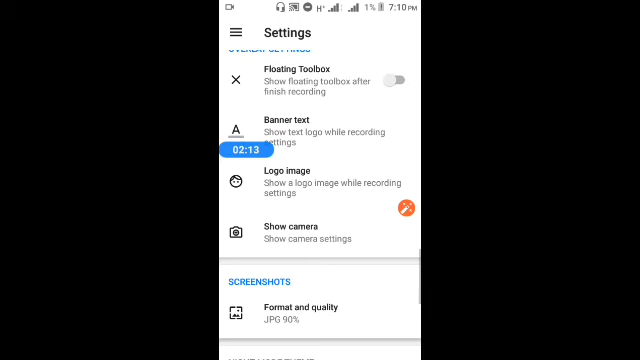 H+ 1% 7:10 PM
Settings
OVERLAY SETTINGS
Floating Toolbox
Show floating toolbox after
finish recording
Banner text
Show text logo while recording
settings
02:13
Logo image
Show a logo image while recording
settings
Show camera
Show camera settings
SCREENSHOTS
Format and quality
JPG 90%